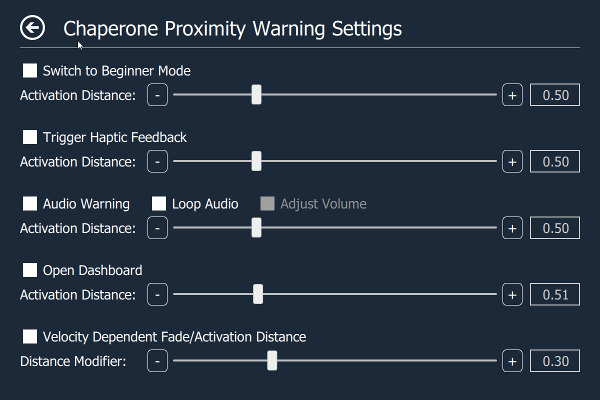 Chaperone Proximity Warning Settings
Switch to Beginner Mode
Activation Distance: - + 0.50
Trigger Haptic Feedback
Activation Distance: - + 0.50
Audio Warning Loop Audio Adjust Volume
Activation Distance: - + 0.50
Open Dashboard
Activation Distance: - + 0.51
Velocity Dependent Fade/Activation Distance
Distance Modifier: - + 0.30